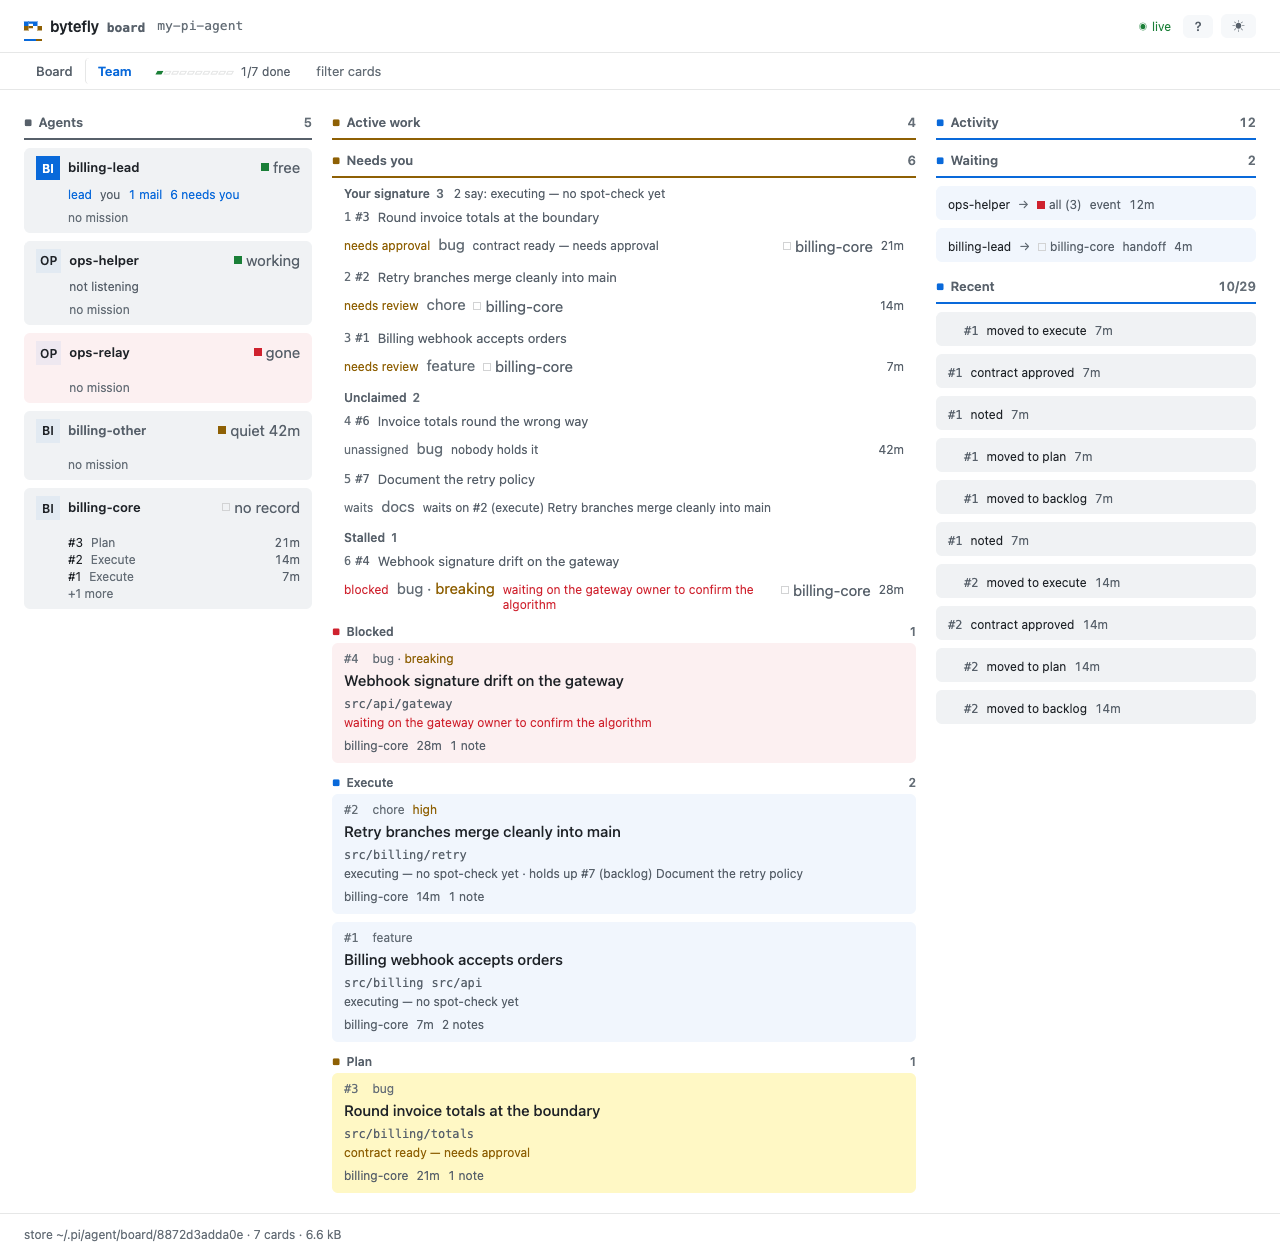 bytefly board my-pi-agent
live ?
Board Team 1/7 done filter cards
Agents 5
BI billing-lead free
lead you 1 mail 6 needs you
no mission
OP ops-helper working
not listening
no mission
OP ops-relay gone
no mission
BI billing-other quiet 42m
no mission
BI billing-core no record
#3 Plan 21m
#2 Execute 14m
#1 Execute 7m
+1 more
Active work 4
Needs you 6
Your signature 3 2 say: executing — no spot-check yet
1 #3 Round invoice totals at the boundary
needs approval bug contract ready — needs approval billing-core 21m
2 #2 Retry branches merge cleanly into main
needs review chore billing-core 14m
3 #1 Billing webhook accepts orders
needs review feature billing-core 7m
Unclaimed 2
4 #6 Invoice totals round the wrong way
unassigned bug nobody holds it 42m
5 #7 Document the retry policy
waits docs waits on #2 (execute) Retry branches merge cleanly into main
Stalled 1
6 #4 Webhook signature drift on the gateway
blocked bug · breaking waiting on the gateway owner to confirm the algorithm billing-core 28m
Blocked 1
#4 bug · breaking
Webhook signature drift on the gateway
src/api/gateway
waiting on the gateway owner to confirm the algorithm
billing-core 28m 1 note
Execute 2
#2 chore high
Retry branches merge cleanly into main
src/billing/retry
executing — no spot-check yet · holds up #7 (backlog) Document the retry policy
billing-core 14m 1 note
#1 feature
Billing webhook accepts orders
src/billing src/api
executing — no spot-check yet
billing-core 7m 2 notes
Plan 1
#3 bug
Round invoice totals at the boundary
src/billing/totals
contract ready — needs approval
billing-core 21m 1 note
Activity 12
Waiting 2
ops-helper → all (3) event 12m
billing-lead → billing-core handoff 4m
Recent 10/29
#1 moved to execute 7m
#1 contract approved 7m
#1 noted 7m
#1 moved to plan 7m
#1 moved to backlog 7m
#1 noted 7m
#2 moved to execute 14m
#2 contract approved 14m
#2 moved to plan 14m
#2 moved to backlog 14m
store ~/.pi/agent/board/8872d3adda0e · 7 cards · 6.6 kB